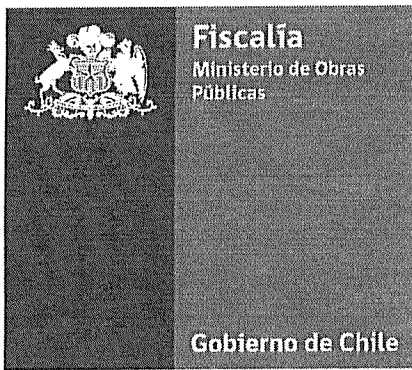 Fiscalía
Ministerio de Obras
Públicas
Gobierno de Chile